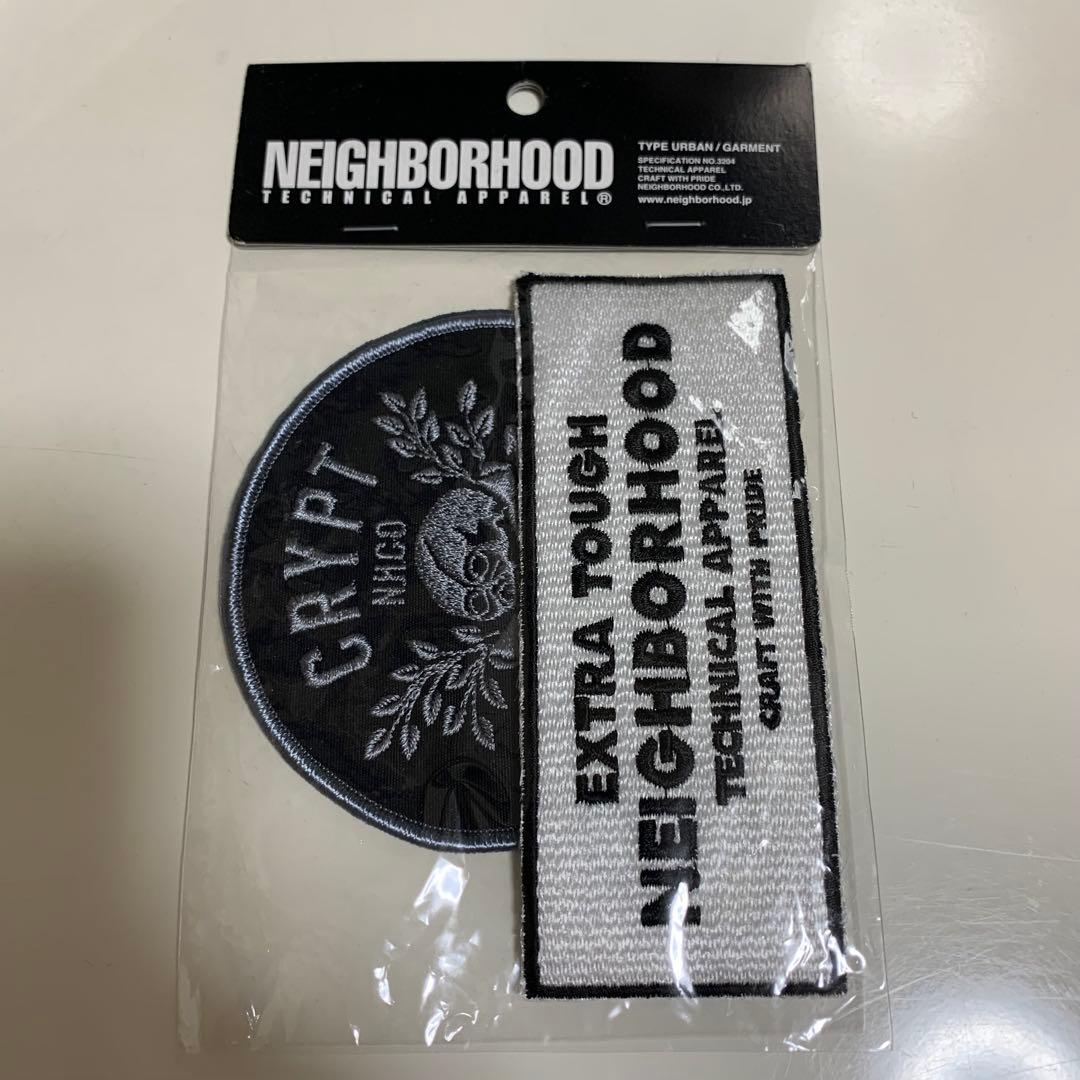 NEIGHBORHOOD
TECHNICAL APPAREL®
TYPE URBAN / GARMENT
SPECIFICATION NO.3204
TECHNICAL APPAREL
CRAFT WITH PRIDE
NEIGHBORHOOD CO.,LTD.
www.neighborhood.jp
CRYPT
NHCO
EXTRA TOUGH
NEIGHBORHOOD
TECHNICAL APPAREL
CRAFT WITH PRIDE